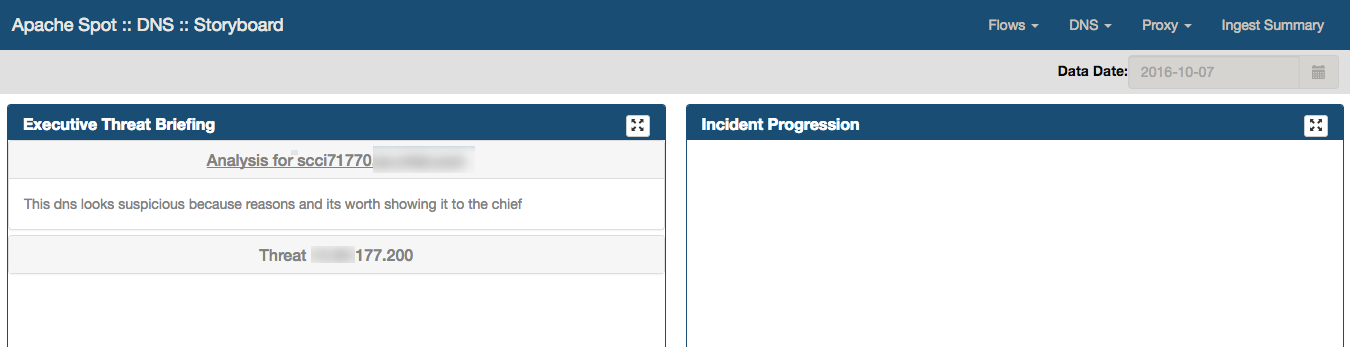 Apache Spot :: DNS :: Storyboard
Flows DNS Proxy Ingest Summary
Data Date: 2016-10-07
Executive Threat Briefing
Incident Progression
Analysis for scci71770
This dns looks suspicious because reasons and its worth showing it to the chief
Threat 177.200